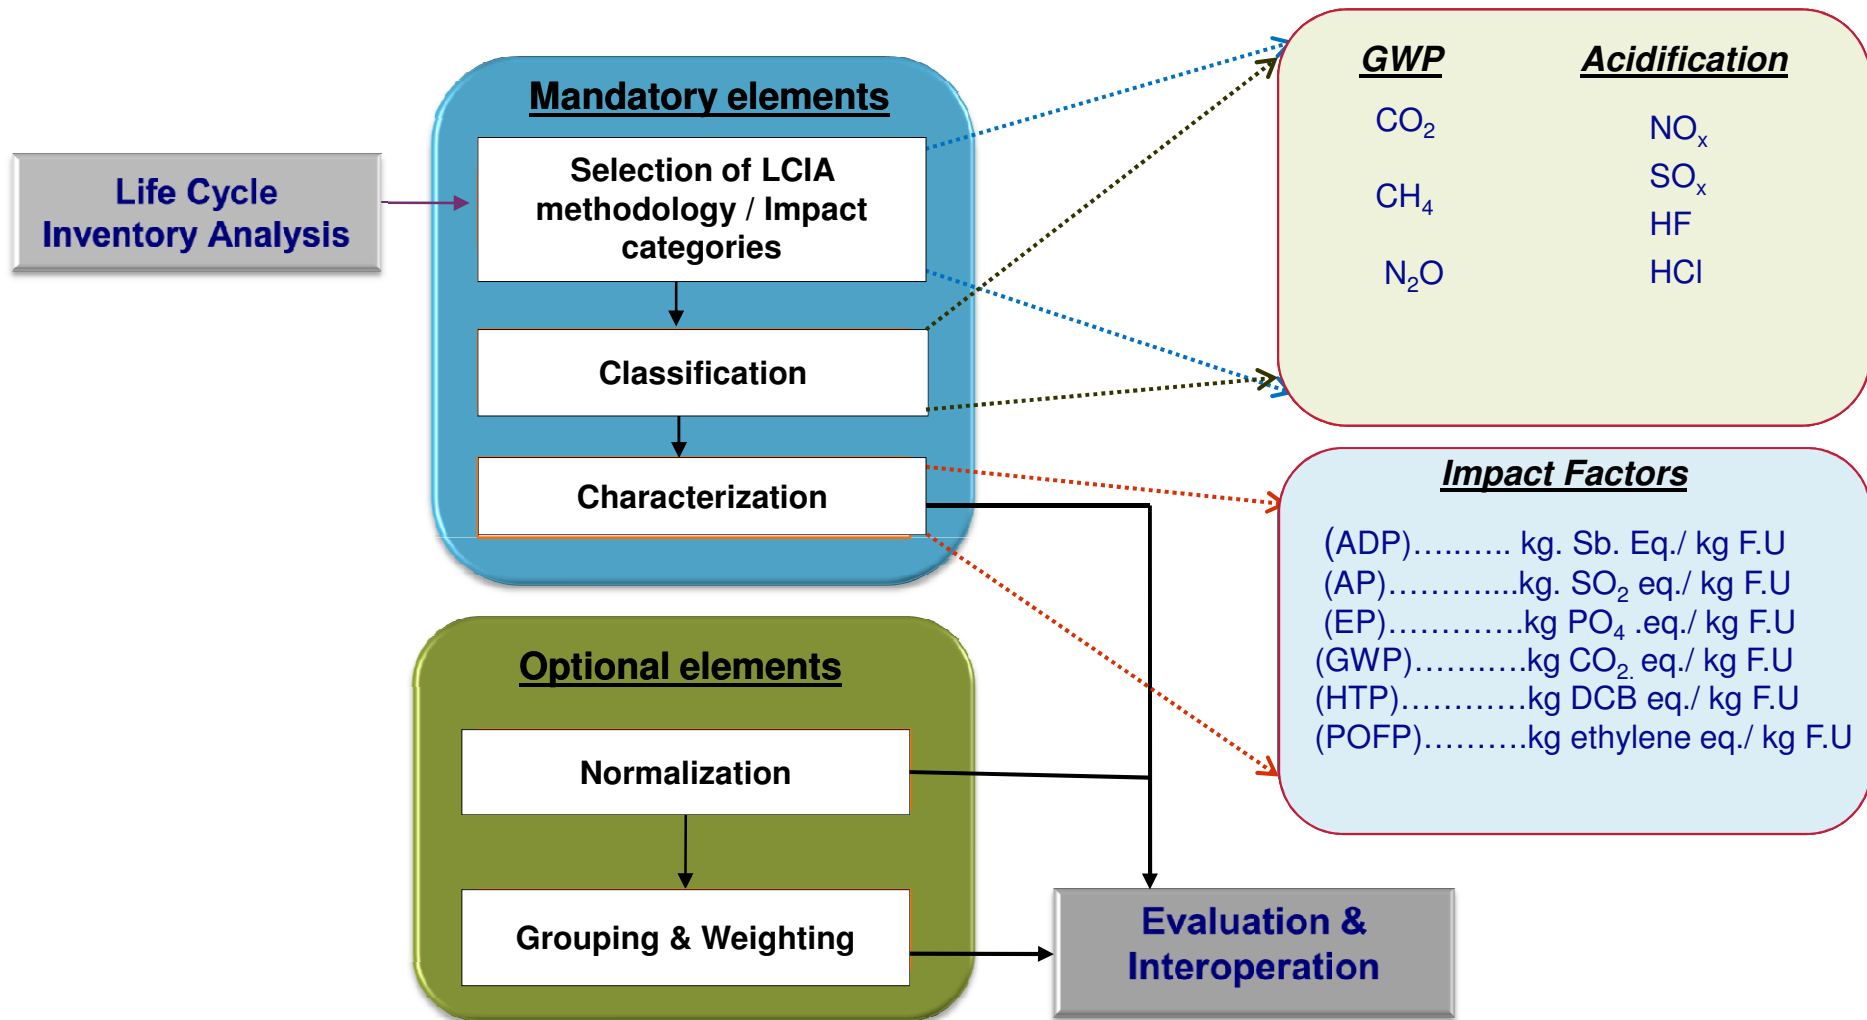 Life Cycle
Inventory Analysis
Mandatory elements
Selection of LCIA
methodology / Impact
categories
Classification
Characterization
Optional elements
Normalization
Grouping & Weighting
GWP
CO₂
CH₄
N₂O
Acidification
NOₓ
SOₓ
HF
HCl
Impact Factors
(ADP)…..….. kg. Sb. Eq./ kg F.U
(AP)………....kg. SO₂ eq./ kg F.U
(EP)………….kg PO₄ .eq./ kg F.U
(GWP)……..….kg CO₂. eq./ kg F.U
(HTP)…………kg DCB eq./ kg F.U
(POFP)……….kg ethylene eq./ kg F.U
Evaluation &
Interoperation